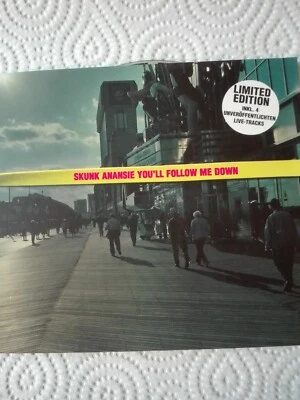 LIMITED
EDITION
INKL. 4
UNVERÖFFENTLICHTEN
LIVE-TRACKS
SKUNK ANANSIE YOU'LL FOLLOW ME DOWN